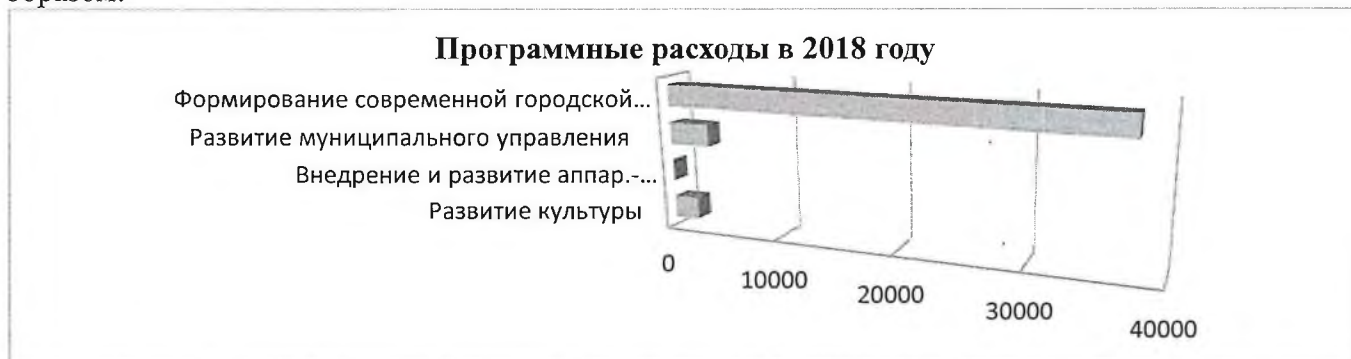 Программные расходы в 2018 году
Формирование современной городской...
Развитие муниципального управления
Внедрение и развитие аппар.-...
Развитие культуры
0
10000
20000
30000
40000